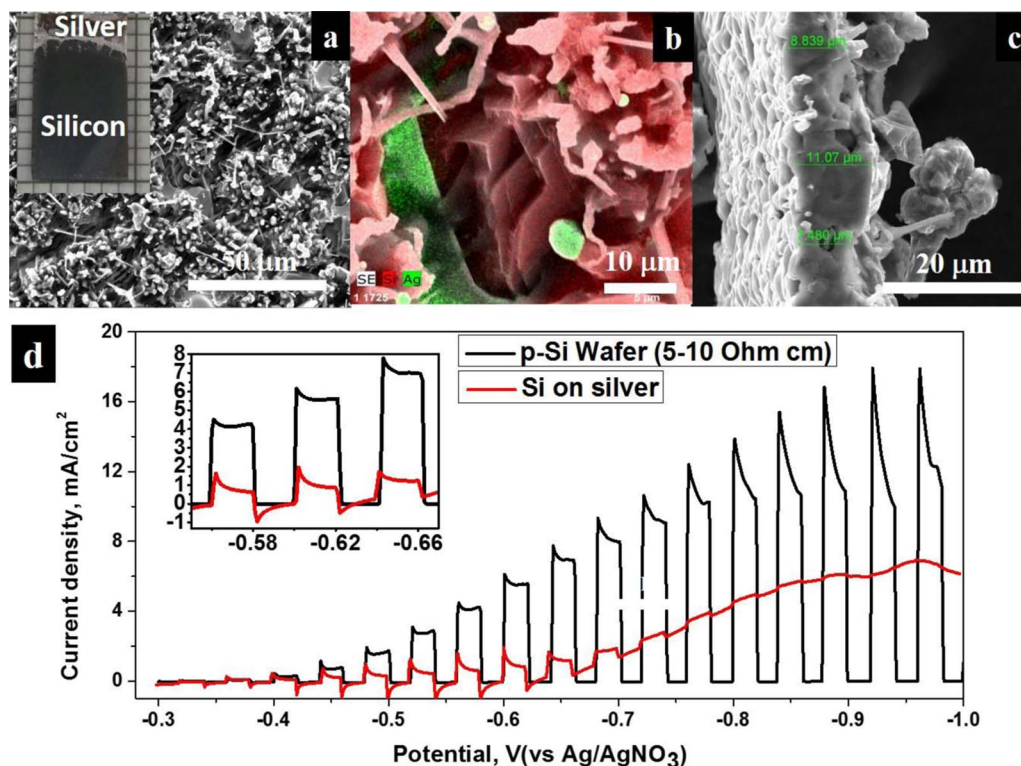 Silver
Silicon
a
50 μm
b
SE Si Ag
1 1725
10 μm
5 μm
c
8.839 μm
11.07 μm
20 μm
d
Current density, mA/cm²
20
16
12
8
4
0
8
7
6
5
4
3
2
1
0
-1
-0.58 -0.62 -0.66
p-Si Wafer (5-10 Ohm cm)
Si on silver
-0.3 -0.4 -0.5 -0.6 -0.7 -0.8 -0.9 -1.0
Potential, V(vs Ag/AgNO₃)